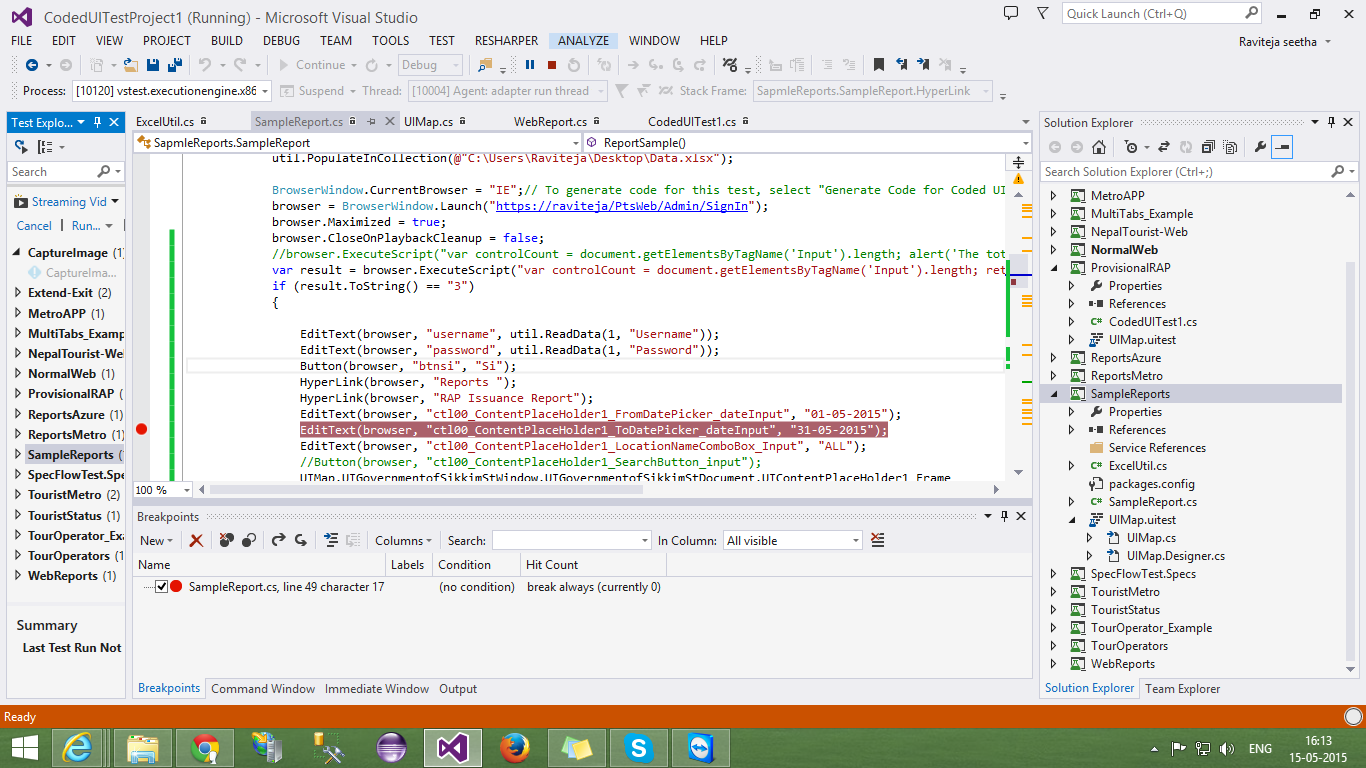 CodedUITestProject1 (Running) - Microsoft Visual Studio
Quick Launch (Ctrl+Q)
FILE EDIT VIEW PROJECT BUILD DEBUG TEAM TOOLS TEST RESHARPER ANALYZE WINDOW HELP
Raviteja seetha
Continue Debug
Process: [10120] vstest.executionengine.x86 Suspend Thread: [10004] Agent: adapter run thread Stack Frame: SapmleReports.SampleReport.HyperLink
Test Explo...
Search
Streaming Vid
Cancel Run...
CaptureImage (1)
CaptureIma...
Extend-Exit (2)
MetroAPP (1)
MultiTabs_Examp
NepalTourist-We
NormalWeb (1)
ProvisionalRAP (1)
ReportsAzure (1)
ReportsMetro (1)
SampleReports (1
SpecFlowTest.Spe
TouristMetro (2)
TouristStatus (1)
TourOperator_Exa
TourOperators (1
WebReports (1)
Summary
Last Test Run Not
ExcelUtil.cs SampleReport.cs UIMap.cs WebReport.cs CodedUITest1.cs
SapmleReports.SampleReport ReportSample()
util.PopulateInCollection(@"C:\Users\Raviteja\Desktop\Data.xlsx");
BrowserWindow.CurrentBrowser = "IE";// To generate code for this test, select "Generate Code for Coded UI
browser = BrowserWindow.Launch("https://raviteja/PtsWeb/Admin/SignIn");
browser.Maximized = true;
browser.CloseOnPlaybackCleanup = false;
//browser.ExecuteScript("var controlCount = document.getElementsByTagName('Input').length; alert('The tot
var result = browser.ExecuteScript("var controlCount = document.getElementsByTagName('Input').length; ret
if (result.ToString() == "3")
{
EditText(browser, "username", util.ReadData(1, "Username"));
EditText(browser, "password", util.ReadData(1, "Password"));
Button(browser, "btnsi", "Si");
HyperLink(browser, "Reports ");
HyperLink(browser, "RAP Issuance Report");
EditText(browser, "ctl00_ContentPlaceHolder1_FromDatePicker_dateInput", "01-05-2015");
EditText(browser, "ctl00_ContentPlaceHolder1_ToDatePicker_dateInput", "31-05-2015");
EditText(browser, "ctl00_ContentPlaceHolder1_LocationNameComboBox_Input", "ALL");
//Button(browser, "ctl00_ContentPlaceHolder1_SearchButton_input");
UIMap.UIGovernmentofSikkimStWindow.UIGovernmentofSikkimStDocument.UIContentPlaceHolder1_Frame
100 %
Breakpoints
New Columns Search: In Column: All visible
Name Labels Condition Hit Count
SampleReport.cs, line 49 character 17 (no condition) break always (currently 0)
Breakpoints Command Window Immediate Window Output
Solution Explorer
Search Solution Explorer (Ctrl+;)
MetroAPP
MultiTabs_Example
NepalTourist-Web
NormalWeb
ProvisionalRAP
Properties
References
CodedUITest1.cs
UIMap.uitest
ReportsAzure
ReportsMetro
SampleReports
Properties
References
Service References
ExcelUtil.cs
packages.config
SampleReport.cs
UIMap.uitest
UIMap.cs
UIMap.Designer.cs
SpecFlowTest.Specs
TouristMetro
TouristStatus
TourOperator_Example
TourOperators
WebReports
Solution Explorer Team Explorer
Ready
ENG
16:13
15-05-2015